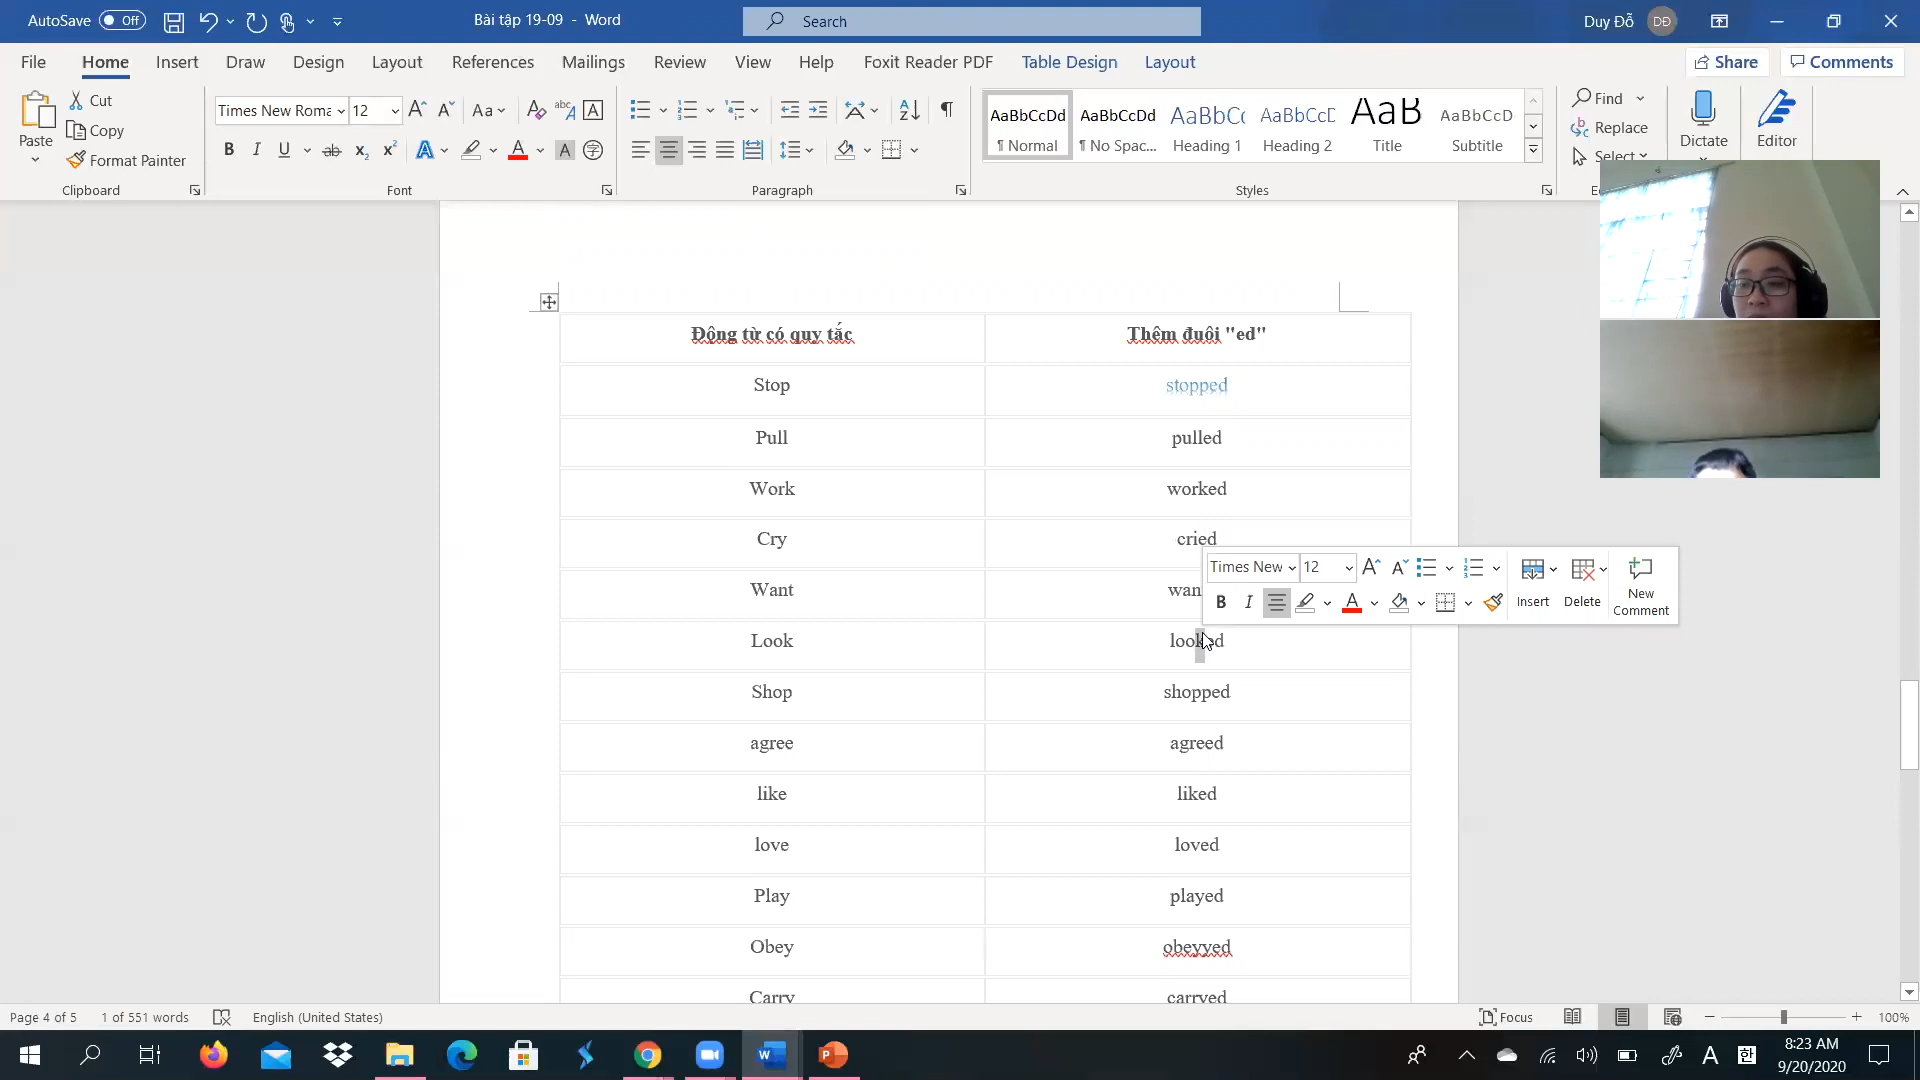 AutoSave Off Bài tập 19-09 - Word Search Duy Đỗ DĐ
File Home Insert Draw Design Layout References Mailings Review View Help Foxit Reader PDF Table Design Layout Share Comments
Paste Cut Copy Format Painter
Clipboard
Times New Roma 12
Font
Paragraph
AaBbCcDd AaBbCcDd AaBbCc AaBbCcD AaB AaBbCcD
¶ Normal ¶ No Spac... Heading 1 Heading 2 Title Subtitle
Styles
Find
Replace
Select
Dictate
Editor
Động từ có quy tắc Thêm đuôi "ed"
Stop stopped
Pull pulled
Work worked
Cry cried
Want wan
Look looked
Shop shopped
agree agreed
like liked
love loved
Play played
Obey obeyyed
Carry carryed
Times New 12
Insert Delete New Comment
Page 4 of 5 1 of 551 words English (United States) Focus 100%
8:23 AM
9/20/2020